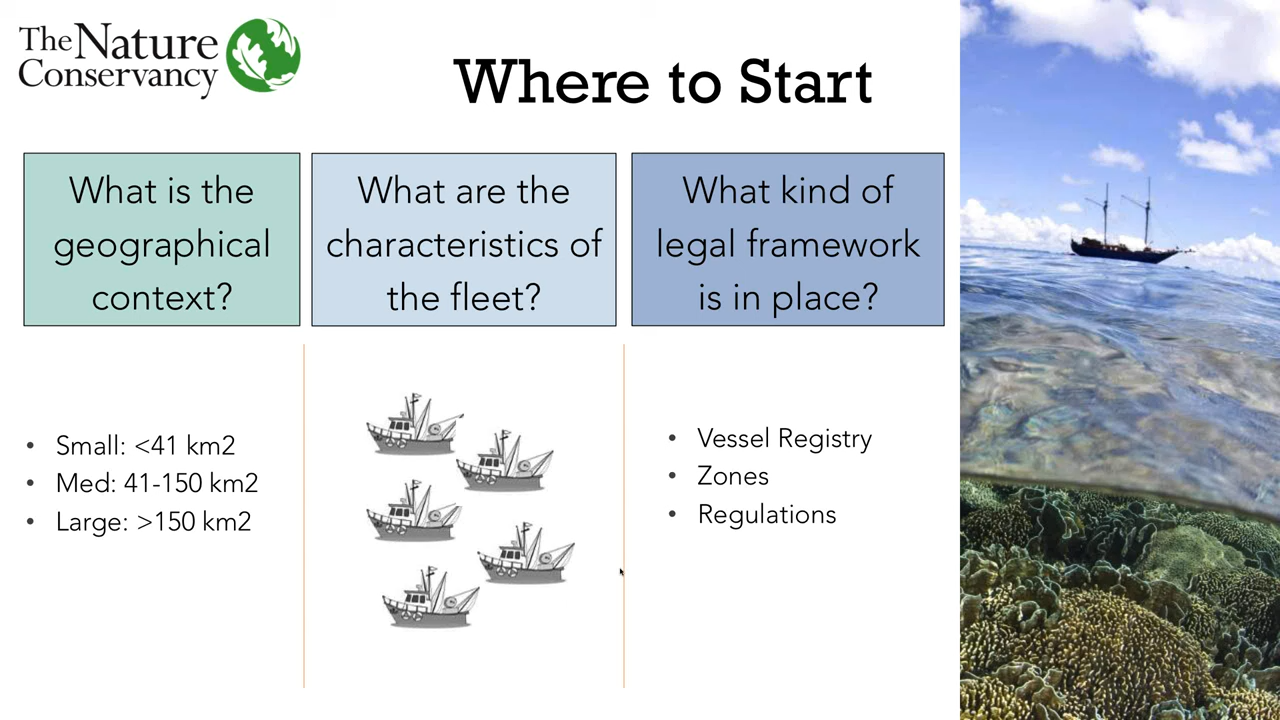 The Nature
Conservancy
Where to Start
What is the
geographical
context?
What are the
characteristics of
the fleet?
What kind of
legal framework
is in place?
• Small: <41 km2
• Med: 41-150 km2
• Large: >150 km2
• Vessel Registry
• Zones
• Regulations